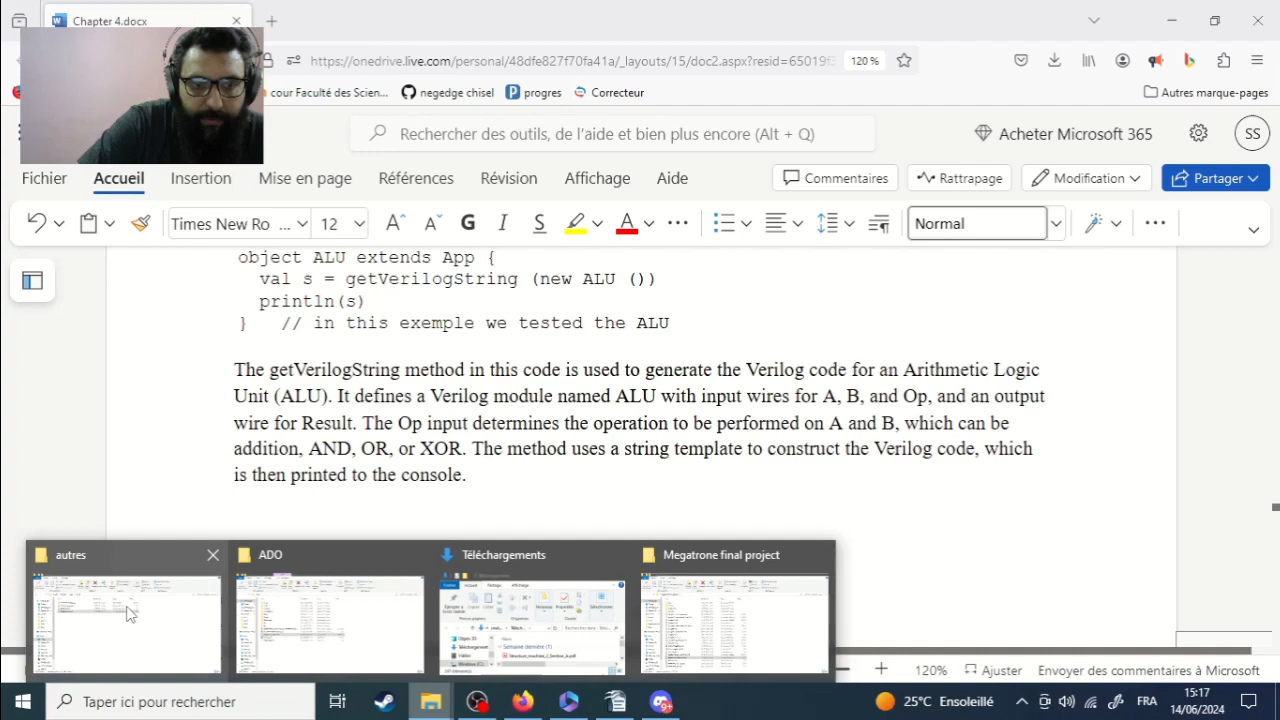 Chapter 4.docx
https://onedrive.live.com/personal/48dfe827f70fa41a/_layouts/15/doc2.aspx?resid=65019f
120 %
cour Faculté des Scien...
negedge chisel
progres
Correcteur
Autres marque-pages
Rechercher des outils, de l'aide et bien plus encore (Alt + Q)
Acheter Microsoft 365
SS
Fichier
Accueil
Insertion
Mise en page
Références
Révision
Affichage
Aide
Commentaires
Rattrapage
Modification
Partager
Times New Ro ...
12
G
I
S
Normal
object ALU extends App {
val s = getVerilogString (new ALU ())
println(s)
} // in this exemple we tested the ALU
The getVerilogString method in this code is used to generate the Verilog code for an Arithmetic Logic
Unit (ALU). It defines a Verilog module named ALU with input wires for A, B, and Op, and an output
wire for Result. The Op input determines the operation to be performed on A and B, which can be
addition, AND, OR, or XOR. The method uses a string template to construct the Verilog code, which
is then printed to the console.
autres
ADO
Téléchargements
Megatrone final project
120%
Ajuster
Envoyer des commentaires à Microsoft
Taper ici pour rechercher
25°C Ensoleillé
FRA
15:17
14/06/2024